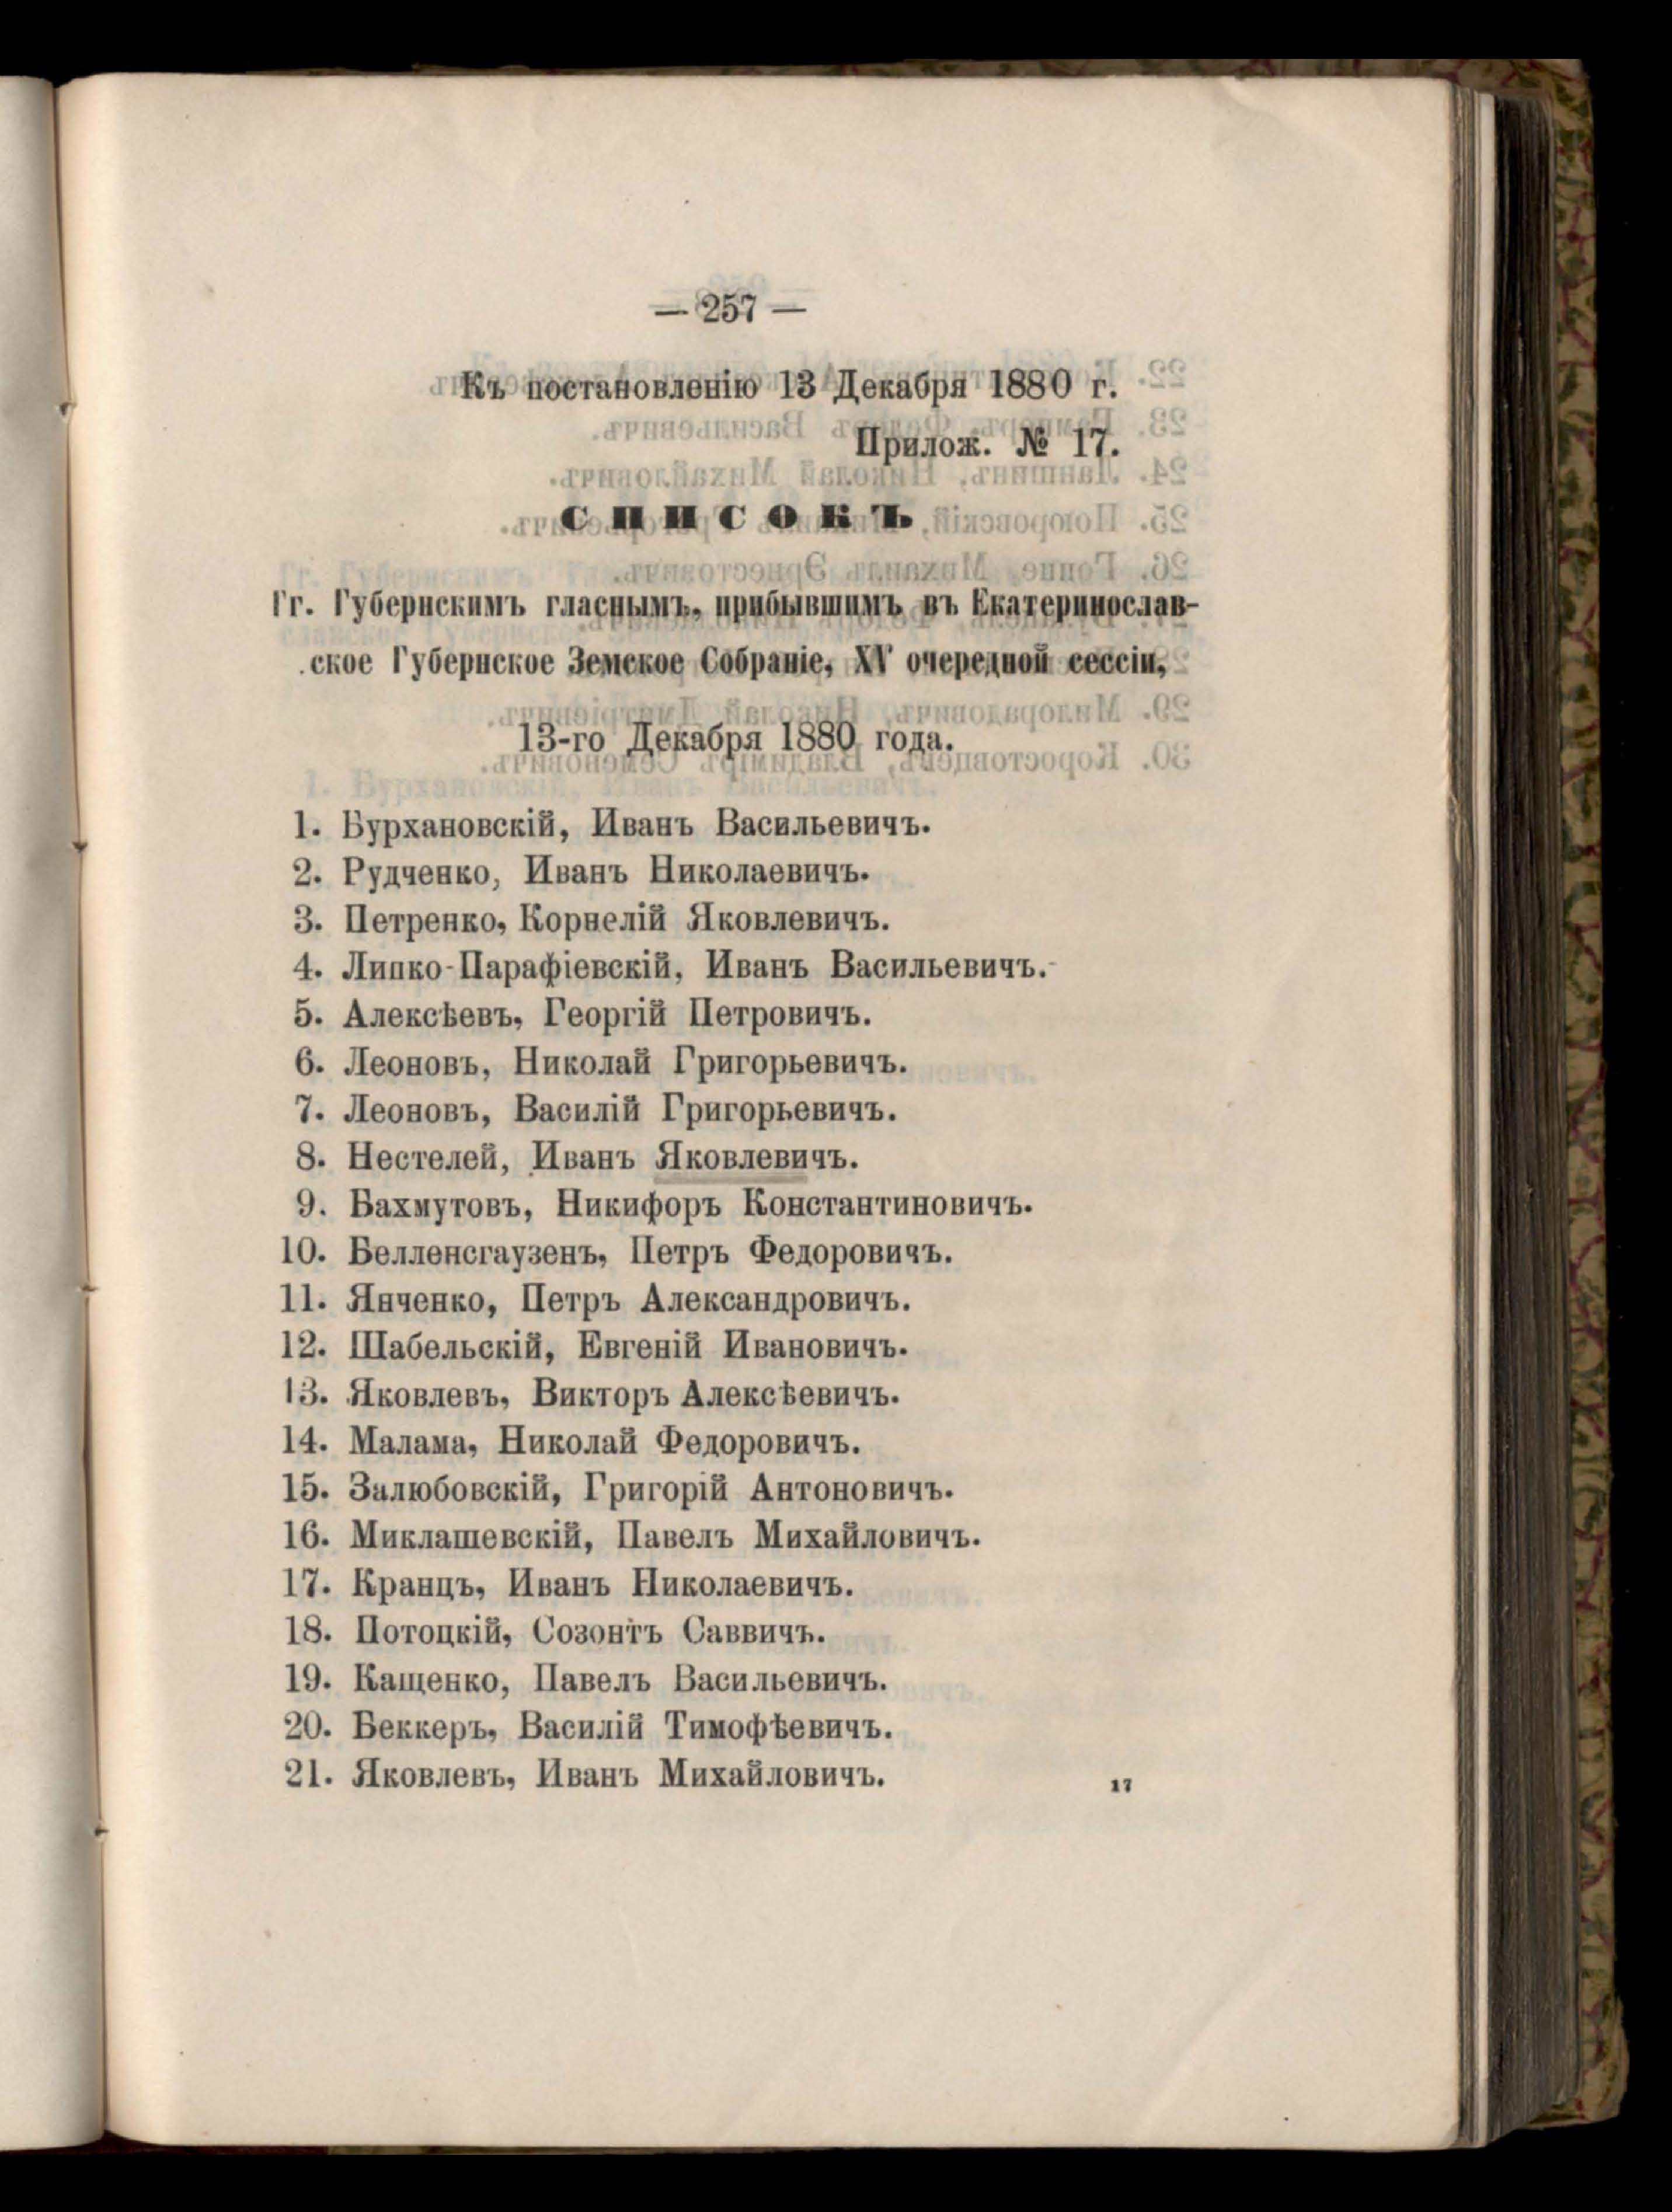 — 257 —
Къ постановленію 13 Декабря 1880 г.
Прилож. № 17.
СПИСОКЪ
Гг. Губернскимъ гласнымъ, прибывшимъ въ Екатеринослав-
ское Губернское Земское Собраніе, XV очередной сессіи,
13-го Декабря 1880 года.
1. Бурхановскій, Иванъ Васильевичъ.
2. Рудченко, Иванъ Николаевичъ.
3. Петренко, Корнелій Яковлевичъ.
4. Липко-Парафіевскій, Иванъ Васильевичъ.
5. Алексѣевъ, Георгій Петровичъ.
6. Леоновъ, Николай Григорьевичъ.
7. Леоновъ, Василій Григорьевичъ.
8. Нестелей, Иванъ Яковлевичъ.
9. Бахмутовъ, Никифоръ Константиновичъ.
10. Белленсгаузенъ, Петръ Федоровичъ.
11. Янченко, Петръ Александровичъ.
12. Шабельскій, Евгеній Ивановичъ.
13. Яковлевъ, Викторъ Алексѣевичъ.
14. Малама, Николай Федоровичъ.
15. Залюбовскій, Григорій Антоновичъ.
16. Миклашевскій, Павелъ Михайловичъ.
17. Кранцъ, Иванъ Николаевичъ.
18. Потоцкій, Созонтъ Саввичъ.
19. Кащенко, Павелъ Васильевичъ.
20. Беккеръ, Василій Тимофѣевичъ.
21. Яковлевъ, Иванъ Михайловичъ.
17